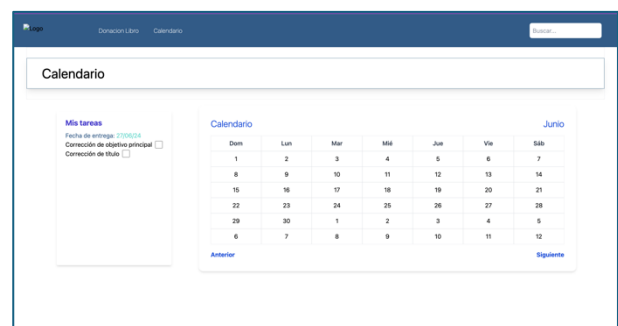 Logo
Donacion Libro Calendario
Buscar...
Calendario
Mis tareas
Fecha de entrega: 27/06/24
Corrección de objetivo principal
Corrección de título
Calendario Junio
Dom Lun Mar Mié Jue Vie Sáb
1 2 3 4 5 6 7
8 9 10 11 12 13 14
15 16 17 18 19 20 21
22 23 24 25 26 27 28
29 30 1 2 3 4 5
6 7 8 9 10 11 12
Anterior Siguiente